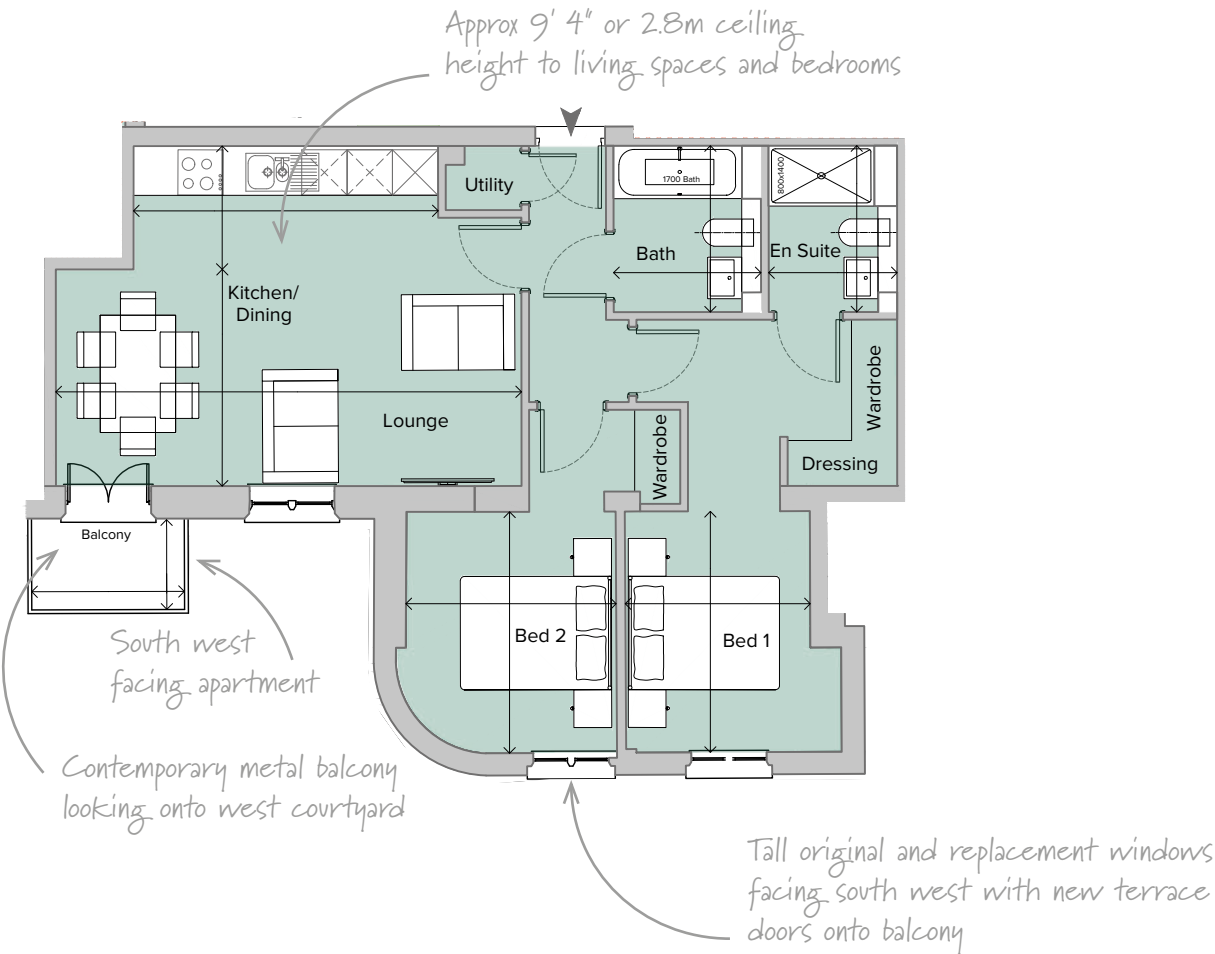 Approx 9' 4" or 2.8m ceiling
height to living spaces and bedrooms
Utility
1700 Bath
800x1400
Bath
En Suite
Kitchen/
Dining
Wardrobe
Lounge
Wardrobe
Dressing
Balcony
Bed 2
Bed 1
South west
facing apartment
Contemporary metal balcony
looking onto west courtyard
Tall original and replacement windows
facing south west with new terrace
doors onto balcony